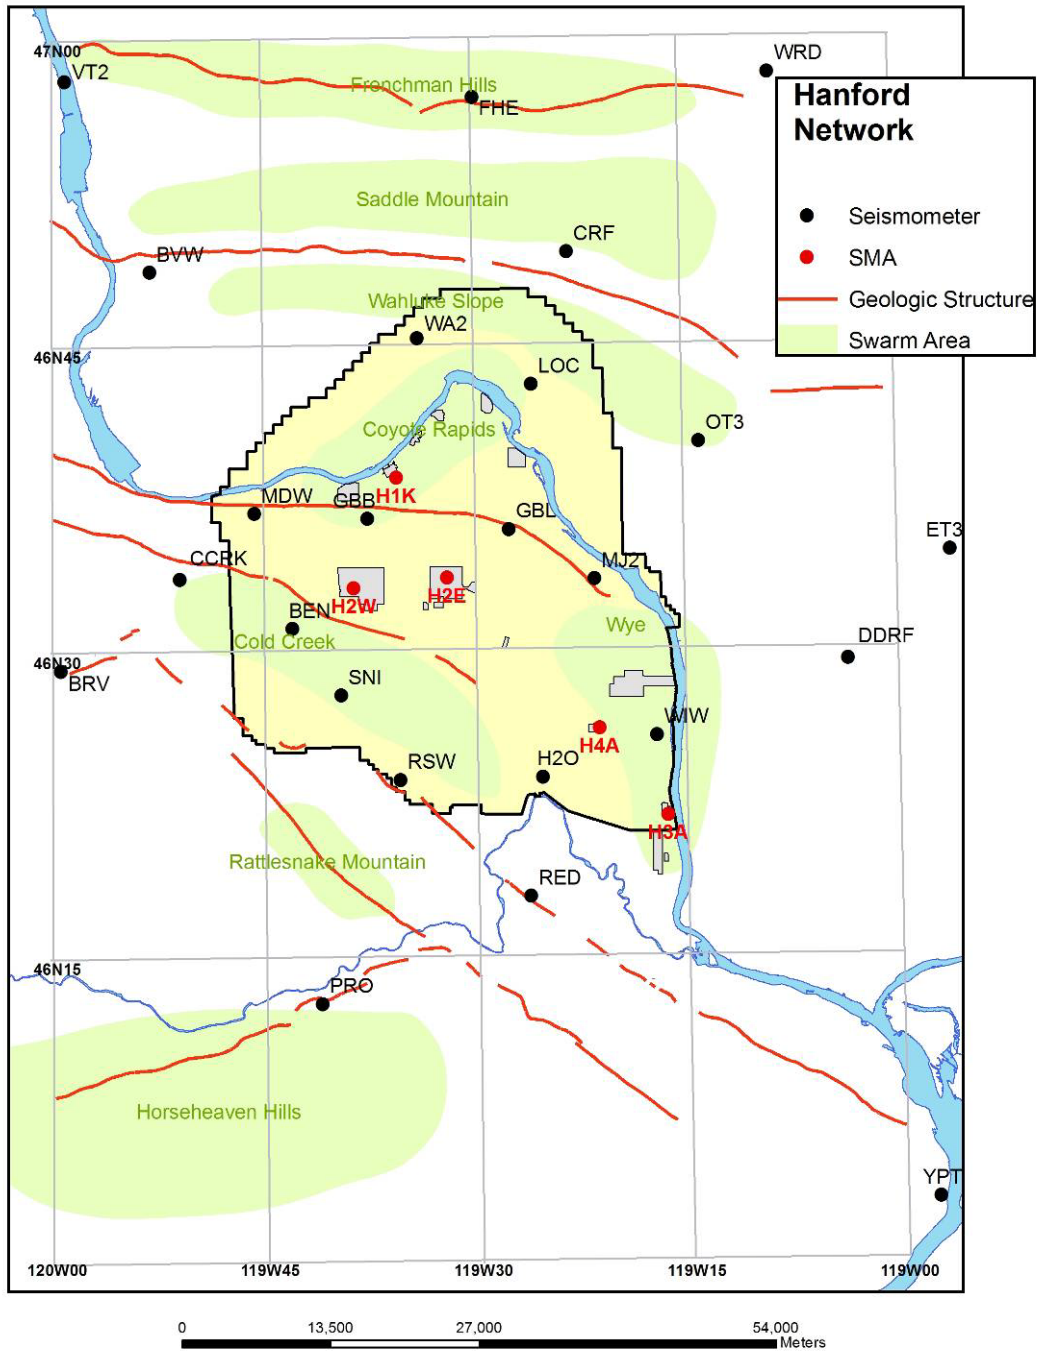 47N00
VT2
WRD
Frenchman Hills
FHE
Hanford
Network
Saddle Mountain
Seismometer
CRF
BVW
SMA
Geologic Structure
Wahluke Slope
WA2
Swarm Area
46N45
LOC
OT3
Coyote Rapids
H1K
MDW
GBB
GBL
ET3
CCRK
MJ2
H2E
H2W
BEN
Wye
Cold Creek
DDRF
46N30
BRV
SNI
WIW
H4A
H2O
RSW
H3A
Rattlesnake Mountain
RED
46N15
PRO
Horseheaven Hills
YPT
120W00 119W45 119W30 119W15 119W00
0 13,500 27,000 54,000
Meters